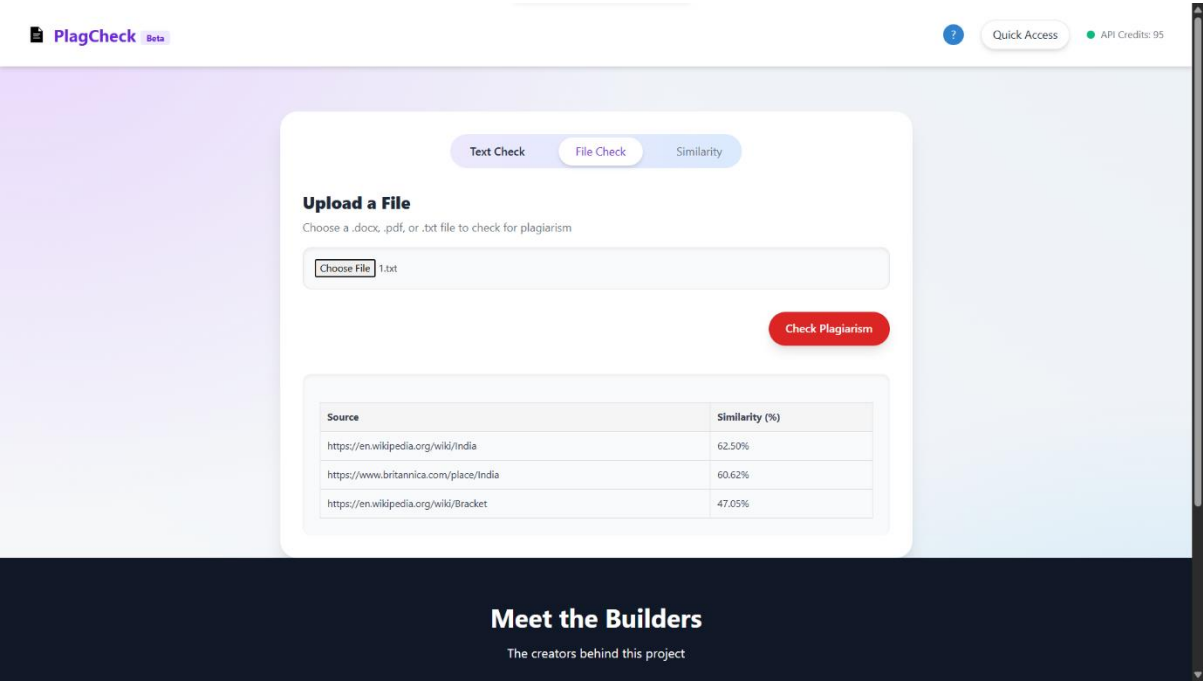 PlagCheck Beta
? Quick Access API Credits: 95
Text Check File Check Similarity
Upload a File
Choose a .docx, .pdf, or .txt file to check for plagiarism
Choose File 1.txt
Check Plagiarism
Source Similarity (%)
https://en.wikipedia.org/wiki/India 62.50%
https://www.britannica.com/place/India 60.62%
https://en.wikipedia.org/wiki/Bracket 47.05%
Meet the Builders
The creators behind this project